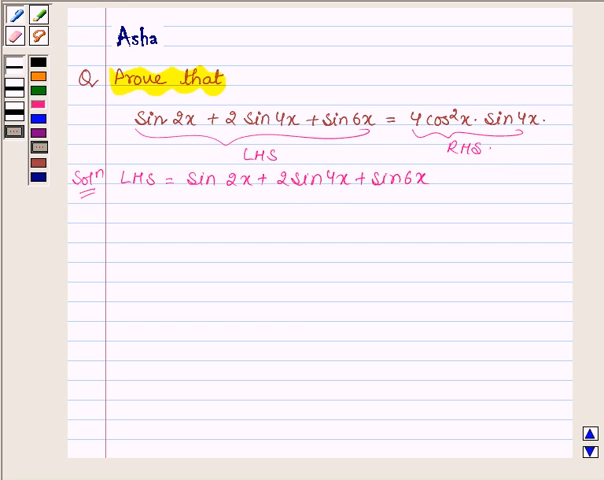 Asha
Q Prove that
sin 2x + 2 sin 4x + sin 6x = 4 cos²x · sin 4x.
LHS RHS.
Solⁿ LHS = sin 2x + 2 sin 4x + sin 6x